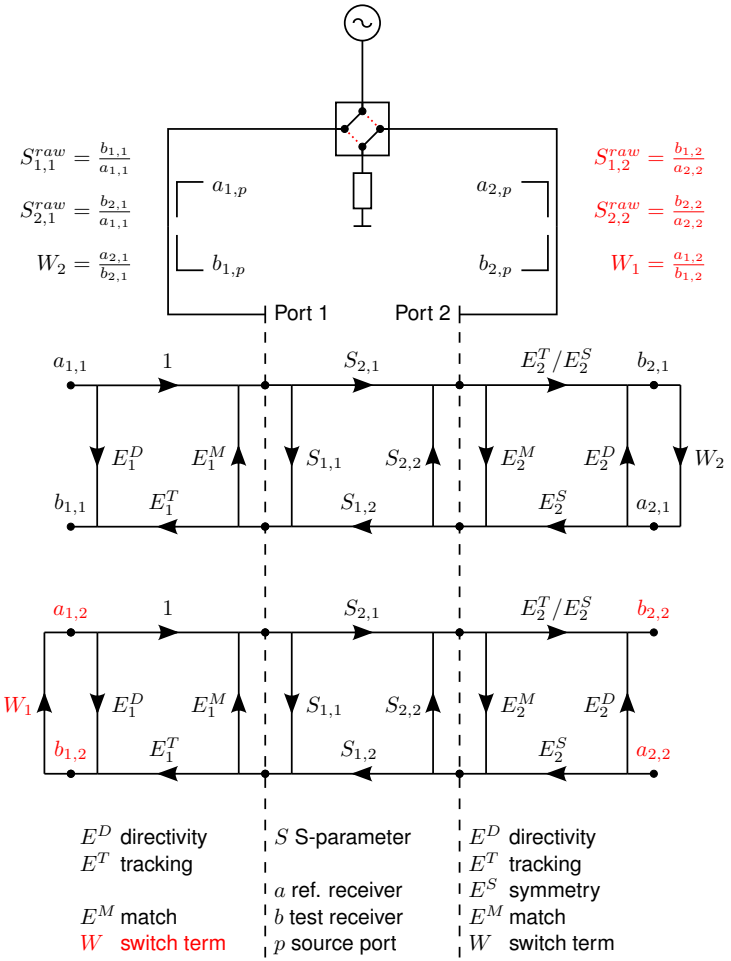 S_{1,1}^{raw} = \frac{b_{1,1}}{a_{1,1}}
S_{2,1}^{raw} = \frac{b_{2,1}}{a_{1,1}}
W_2 = \frac{a_{2,1}}{b_{2,1}}
a_{1,p}
b_{1,p}
a_{2,p}
b_{2,p}
S_{1,2}^{raw} = \frac{b_{1,2}}{a_{2,2}}
S_{2,2}^{raw} = \frac{b_{2,2}}{a_{2,2}}
W_1 = \frac{a_{1,2}}{b_{1,2}}
Port 1 Port 2
a_{1,1} 1 S_{2,1} E_2^T/E_2^S b_{2,1}
E_1^D E_1^M S_{1,1} S_{2,2} E_2^M E_2^D W_2
b_{1,1} E_1^T S_{1,2} E_2^S a_{2,1}
a_{1,2} 1 S_{2,1} E_2^T/E_2^S b_{2,2}
W_1 E_1^D E_1^M S_{1,1} S_{2,2} E_2^M E_2^D
b_{1,2} E_1^T S_{1,2} E_2^S a_{2,2}
E^D directivity
E^T tracking
E^M match
W switch term
S S-parameter
a ref. receiver
b test receiver
p source port
E^D directivity
E^T tracking
E^S symmetry
E^M match
W switch term